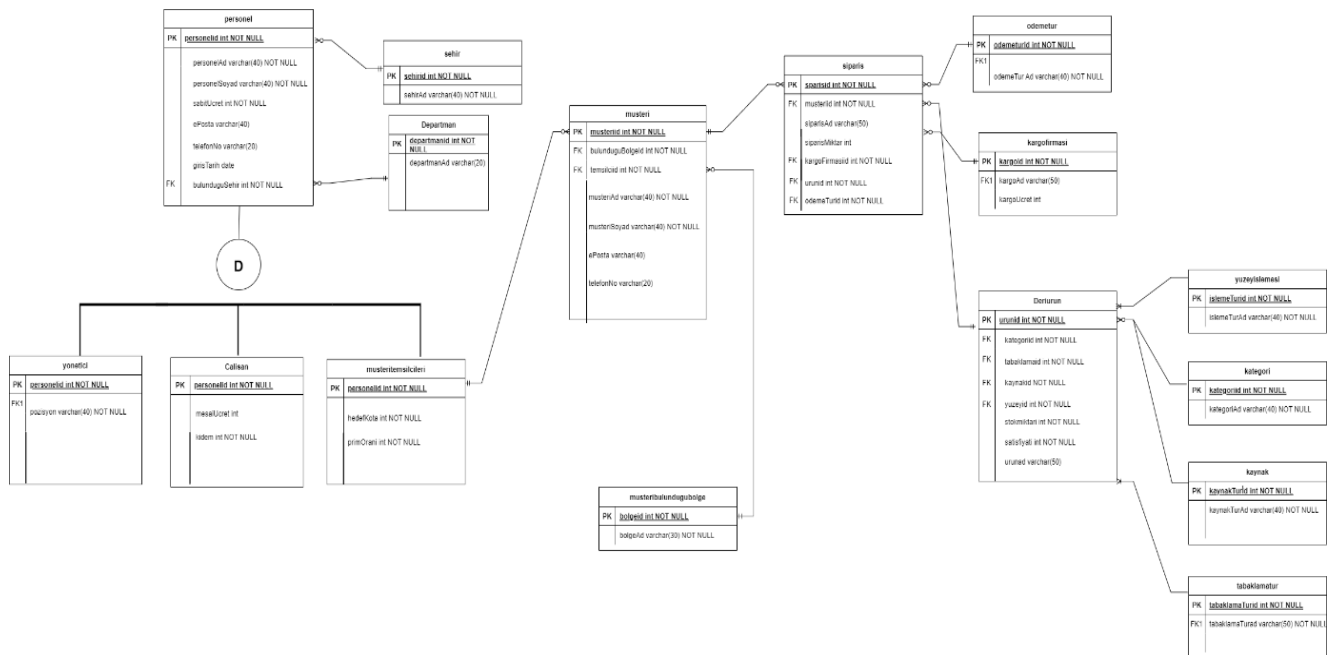 personel
PK personelid int NOT NULL
personelAd varchar(40) NOT NULL
personelSoyad varchar(40) NOT NULL
sabitUcret int NOT NULL
ePosta varchar(40)
telefonNo varchar(20)
girisTarih date
FK bulunduguSehir int NOT NULL
sehir
PK sehirid int NOT NULL
sehirAd varchar(40) NOT NULL
Departman
PK departmanid int NOT
NULL
departmanAd varchar(20)
D
yonetici
PK personelid int NOT NULL
FK1
pozisyon varchar(40) NOT NULL
Calisan
PK personelid int NOT NULL
mesaiUcret int
kidem int NOT NULL
musteritemsilcileri
PK personelid int NOT NULL
hedefKota int NOT NULL
primOrani int NOT NULL
musteri
PK musteriid int NOT NULL
FK bulunduguBolgeid int NOT NULL
FK temsilciid int NOT NULL
musteriAd varchar(40) NOT NULL
musteriSoyad varchar(40) NOT NULL
ePosta varchar(40)
telefonNo varchar(20)
musteribulundugubolge
PK bolgeid int NOT NULL
bolgeAd varchar(30) NOT NULL
siparis
PK siparisid int NOT NULL
FK musteriid int NOT NULL
siparisAd varchar(50)
siparisMiktar int
FK kargoFirmasiid int NOT NULL
FK urunid int NOT NULL
FK odemeTurid int NOT NULL
odemetur
PK odemeturid int NOT NULL
FK1
odemeTur Ad varchar(40) NOT NULL
kargofirmasi
PK kargoid int NOT NULL
FK1 kargoAd varchar(50)
kargoUcret int
Deriurun
PK urunid int NOT NULL
FK kategoriid int NOT NULL
FK tabaklamaid int NOT NULL
FK kaynakid NOT NULL
FK yuzeyid int NOT NULL
stokmiktari int NOT NULL
satisfiyati int NOT NULL
urunad varchar(50)
yuzeyislemesi
PK islemeTurid int NOT NULL
islemeTurAd varchar(40) NOT NULL
kategori
PK kategoriid int NOT NULL
kategoriAd varchar(40) NOT NULL
kaynak
PK kaynakTurId int NOT NULL
kaynakTurAd varchar(40) NOT NULL
tabaklamatur
PK tabaklamaTurid int NOT NULL
FK1 tabaklamaTurad varchar(50) NOT NULL